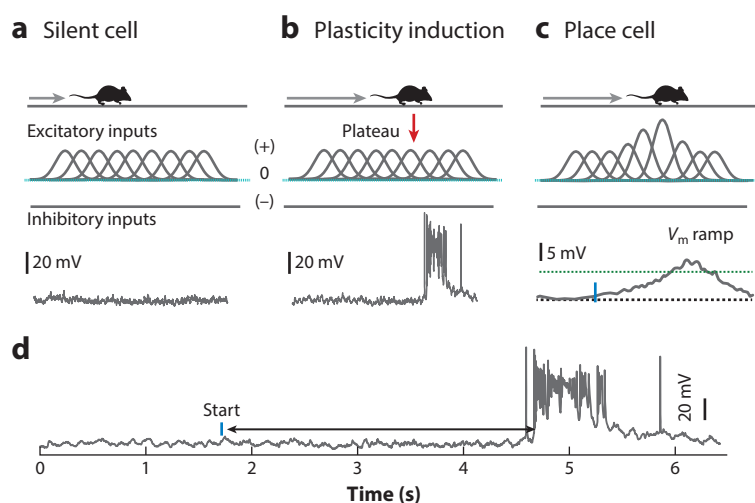 a Silent cell
b Plasticity induction
c Place cell
Excitatory inputs
(+)
0
(–)
Plateau
Inhibitory inputs
20 mV
20 mV
5 mV
Vm ramp
d
Start
20 mV
0 1 2 3 4 5 6
Time (s)